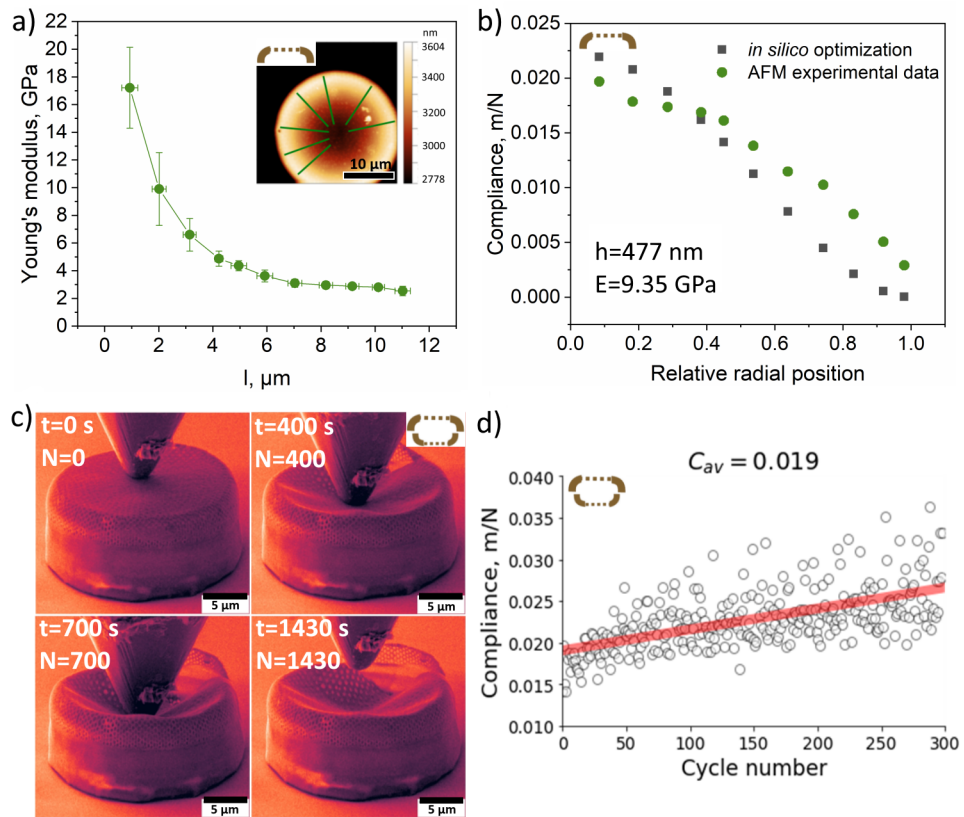 a)
Young's modulus, GPa
22
20
18
16
14
12
10
8
6
4
2
0
0 2 4 6 8 10 12
l, µm
nm
3604
3400
3200
3000
2778
10 µm
b)
Compliance, m/N
0.025
0.020
0.015
0.010
0.005
0.000
0.0 0.2 0.4 0.6 0.8 1.0
Relative radial position
in silico optimization
AFM experimental data
h=477 nm
E=9.35 GPa
c)
t=0 s
N=0
5 µm
t=400 s
N=400
5 µm
t=700 s
N=700
5 µm
t=1430 s
N=1430
5 µm
d)
C_av = 0.019
Compliance, m/N
0.040
0.035
0.030
0.025
0.020
0.015
0.010
0 50 100 150 200 250 300
Cycle number